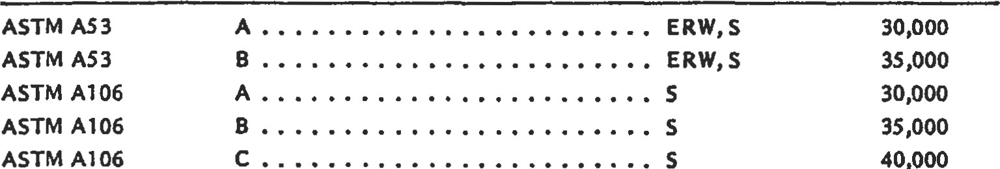 ASTM A53 A . . . . . . . . . . . . . . . . . . . . . . . . ERW, S 30,000
ASTM A53 B . . . . . . . . . . . . . . . . . . . . . . . . ERW, S 35,000
ASTM A106 A . . . . . . . . . . . . . . . . . . . . . . . . S 30,000
ASTM A106 B . . . . . . . . . . . . . . . . . . . . . . . . S 35,000
ASTM A106 C . . . . . . . . . . . . . . . . . . . . . . . . S 40,000